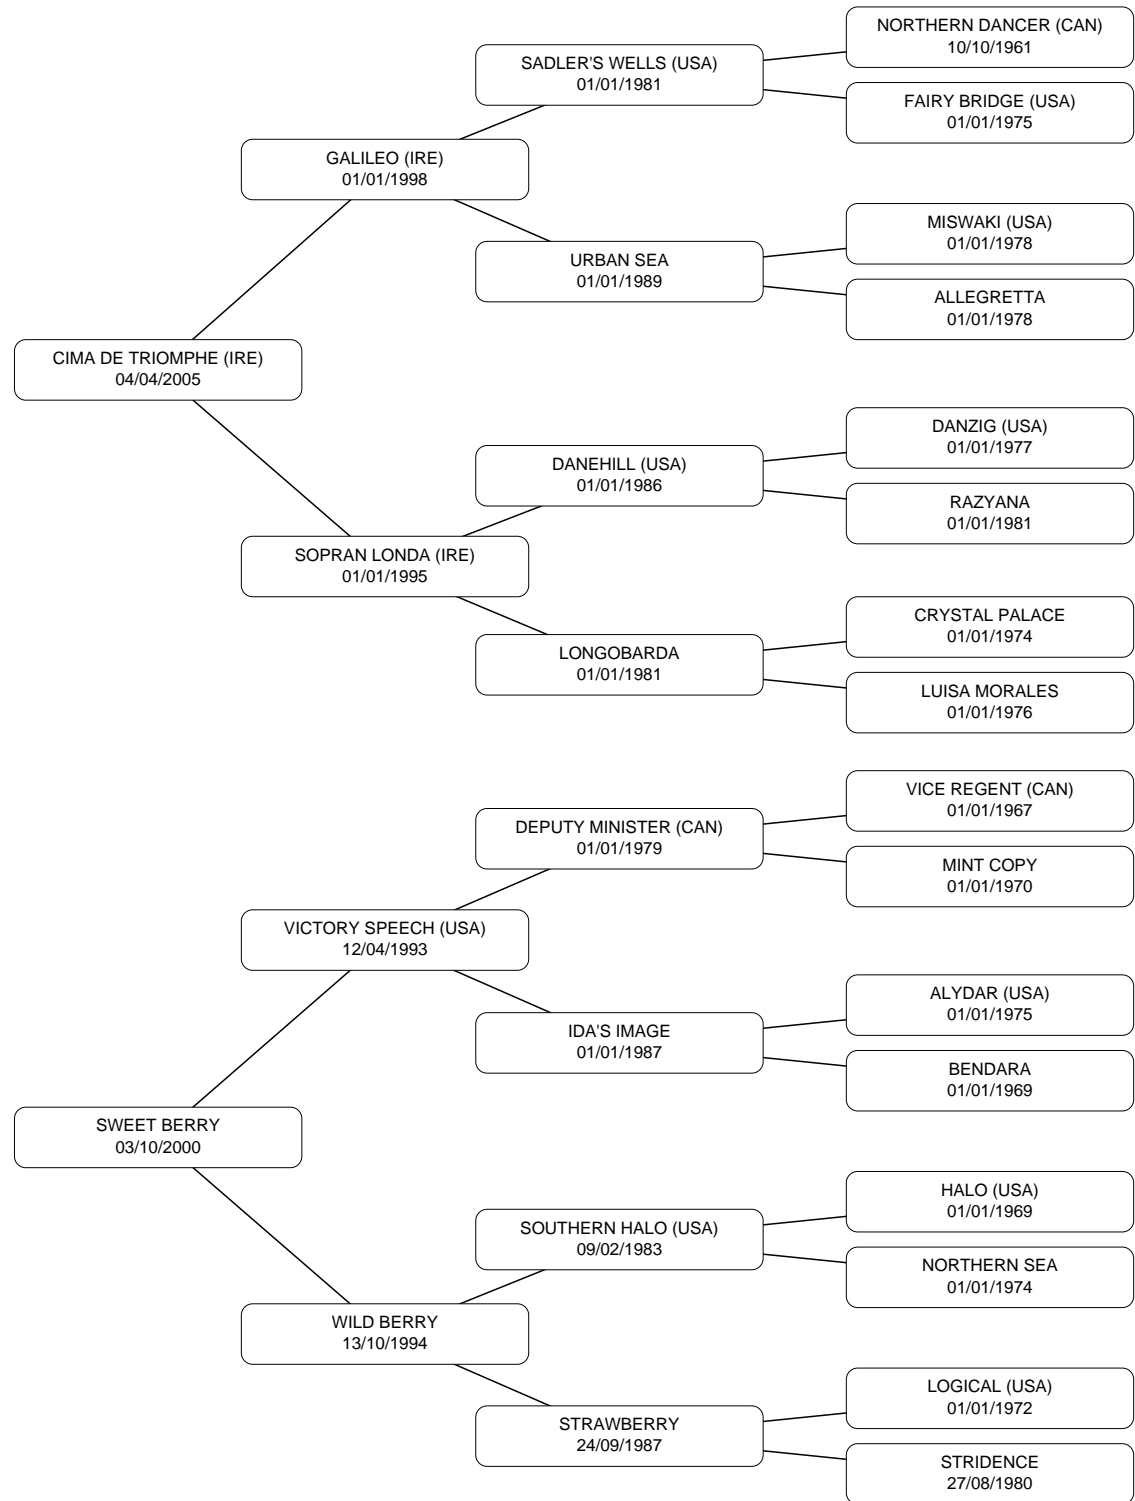 NORTHERN DANCER (CAN)
10/10/1961
SADLER'S WELLS (USA)
01/01/1981
FAIRY BRIDGE (USA)
01/01/1975
GALILEO (IRE)
01/01/1998
MISWAKI (USA)
01/01/1978
URBAN SEA
01/01/1989
ALLEGRETTA
01/01/1978
CIMA DE TRIOMPHE (IRE)
04/04/2005
DANZIG (USA)
01/01/1977
DANEHILL (USA)
01/01/1986
RAZYANA
01/01/1981
SOPRAN LONDA (IRE)
01/01/1995
CRYSTAL PALACE
01/01/1974
LONGOBARDA
01/01/1981
LUISA MORALES
01/01/1976
VICE REGENT (CAN)
01/01/1967
DEPUTY MINISTER (CAN)
01/01/1979
MINT COPY
01/01/1970
VICTORY SPEECH (USA)
12/04/1993
ALYDAR (USA)
01/01/1975
IDA'S IMAGE
01/01/1987
BENDARA
01/01/1969
SWEET BERRY
03/10/2000
HALO (USA)
01/01/1969
SOUTHERN HALO (USA)
09/02/1983
NORTHERN SEA
01/01/1974
WILD BERRY
13/10/1994
LOGICAL (USA)
01/01/1972
STRAWBERRY
24/09/1987
STRIDENCE
27/08/1980